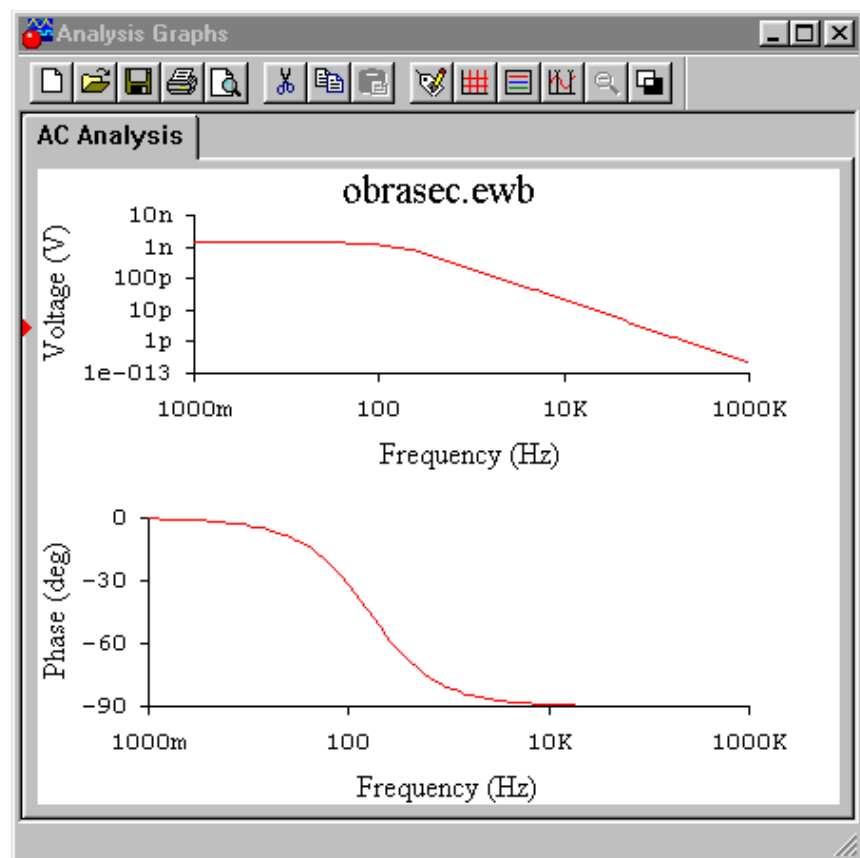 Analysis Graphs
AC Analysis
obrasec.ewb
Voltage (V)
10n
1n
100p
10p
1p
1e-013
1000m 100 10K 1000K
Frequency (Hz)
Phase (deg)
0
-30
-60
-90
1000m 100 10K 1000K
Frequency (Hz)